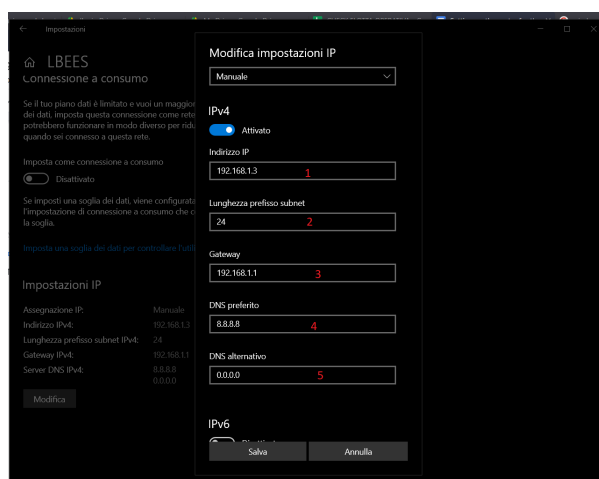 Impostazioni
LBEES
Connessione a consumo
Se il tuo piano dati è limitato e vuoi un maggior
dei dati, imposta questa connessione come rete
potrebbero funzionare in modo diverso per ridu
quando sei connesso a questa rete.
Imposta come connessione a consumo
Disattivato
Se imposti una soglia dei dati, viene configurata
l'impostazione di connessione a consumo che c
la soglia.
Imposta una soglia dei dati per controllare l'util
Impostazioni IP
Assegnazione IP: Manuale
Indirizzo IPv4: 192.168.1.3
Lunghezza prefisso subnet IPv4: 24
Gateway IPv4: 192.168.1.1
Server DNS IPv4: 8.8.8.8
0.0.0.0
Modifica
Modifica impostazioni IP
Manuale
IPv4
Attivato
Indirizzo IP
192.168.1.3 1
Lunghezza prefisso subnet
24 2
Gateway
192.168.1.1 3
DNS preferito
8.8.8.8 4
DNS alternativo
0.0.0.0 5
IPv6
Salva Annulla